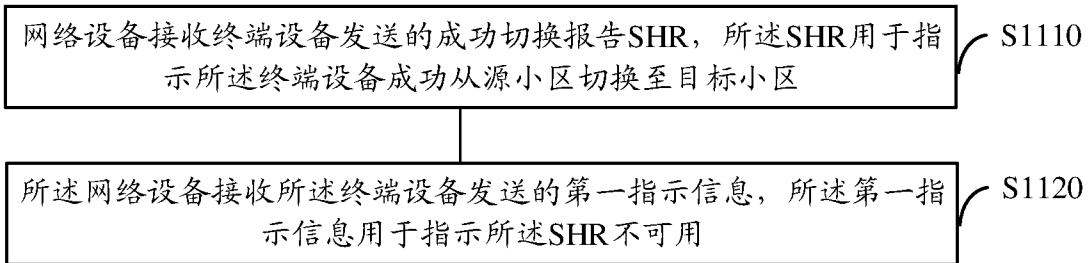 网络设备接收终端设备发送的成功切换报告SHR，所述SHR用于指
示所述终端设备成功从源小区切换至目标小区
S1110
所述网络设备接收所述终端设备发送的第一指示信息，所述第一指
示信息用于指示所述SHR不可用
S1120